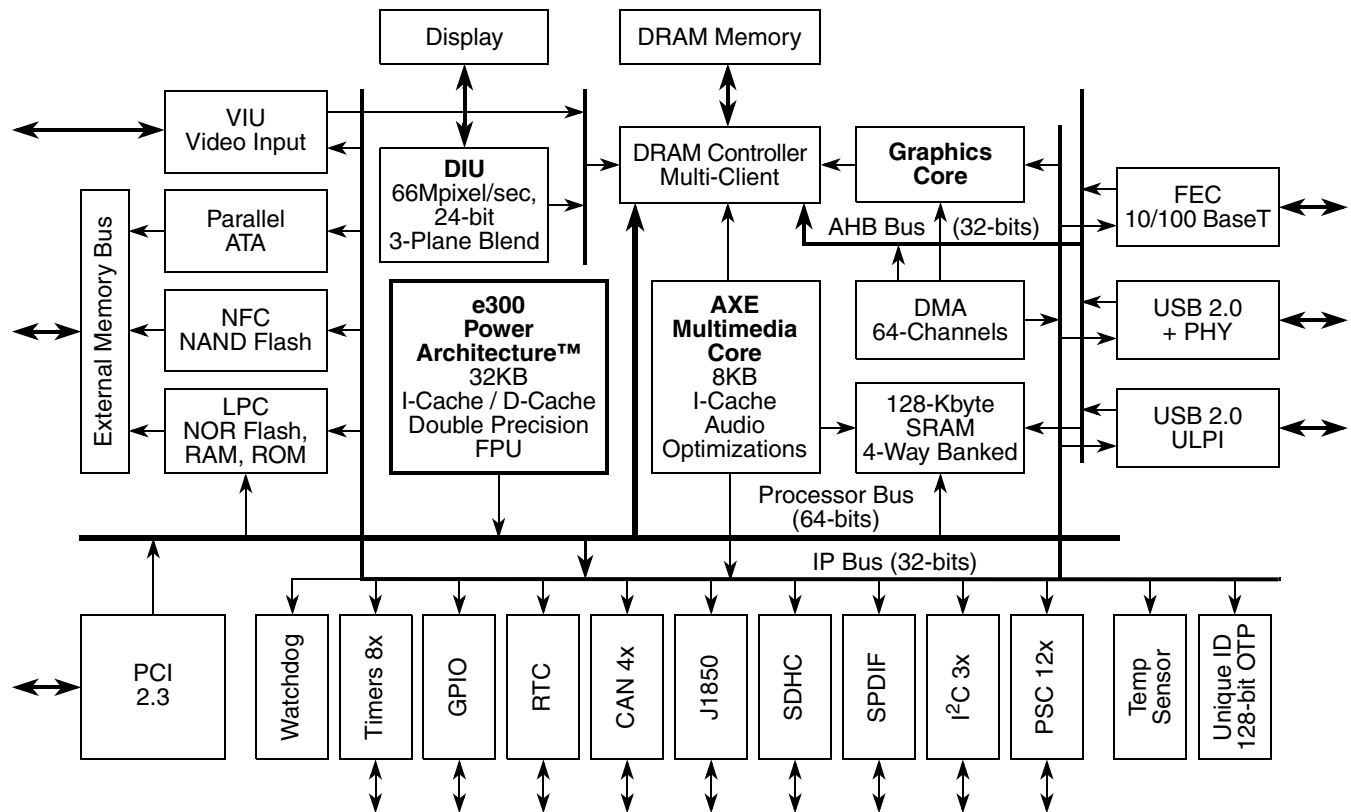 Display
DRAM Memory
VIU
Video Input
DIU
66Mpixel/sec,
24-bit
3-Plane Blend
DRAM Controller
Multi-Client
Graphics
Core
FEC
10/100 BaseT
External Memory Bus
Parallel
ATA
AHB Bus (32-bits)
NFC
NAND Flash
e300
Power
Architecture™
32KB
I-Cache / D-Cache
Double Precision
FPU
AXE
Multimedia
Core
8KB
I-Cache
Audio
Optimizations
DMA
64-Channels
USB 2.0
+ PHY
LPC
NOR Flash,
RAM, ROM
128-Kbyte
SRAM
4-Way Banked
USB 2.0
ULPI
Processor Bus
(64-bits)
IP Bus (32-bits)
PCI
2.3
Watchdog
Timers 8x
GPIO
RTC
CAN 4x
J1850
SDHC
SPDIF
I²C 3x
PSC 12x
Temp
Sensor
Unique ID
128-bit OTP